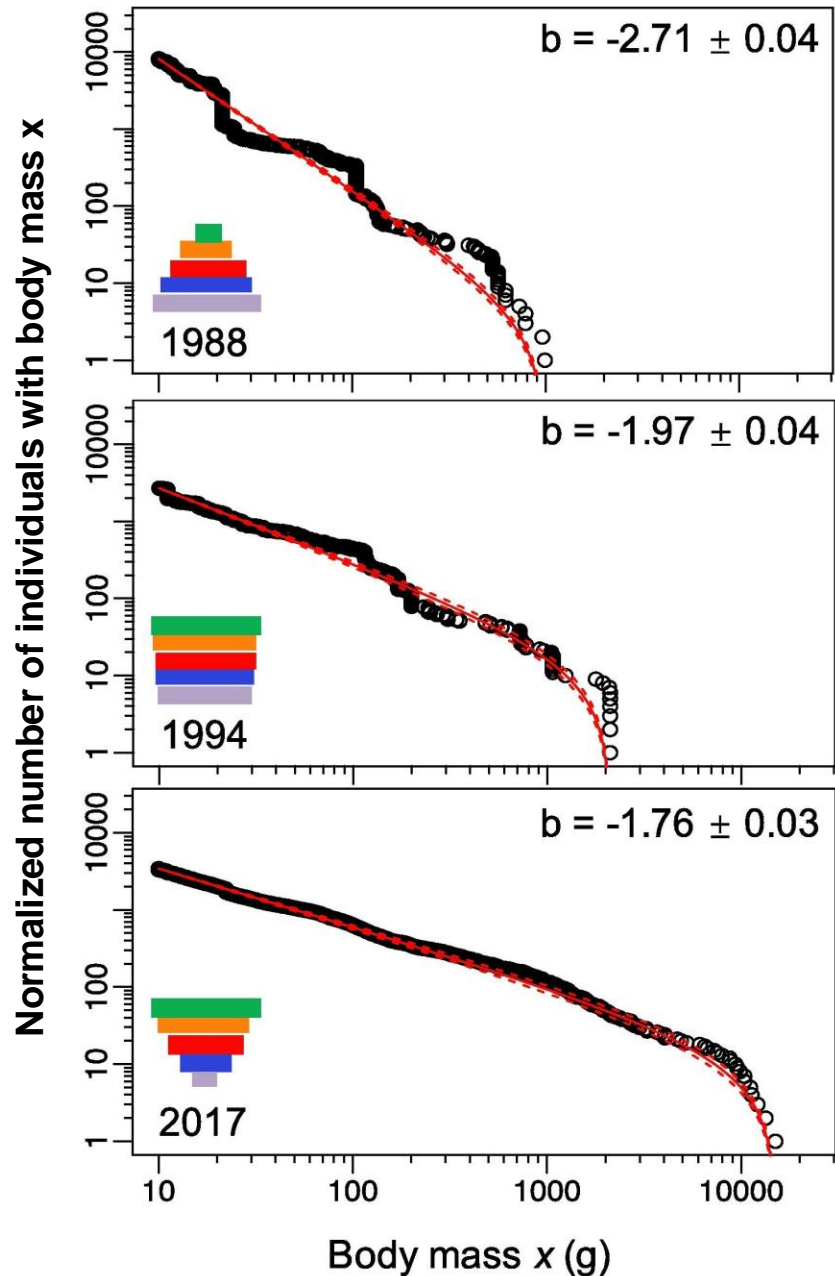 Normalized number of individuals with body mass x
10000
1000
100
10
1
b = -2.71 ± 0.04
1988
10000
100
10
1
b = -1.97 ± 0.04
1994
10000
100
10
1
b = -1.76 ± 0.03
2017
10 100 1000 10000
Body mass x (g)